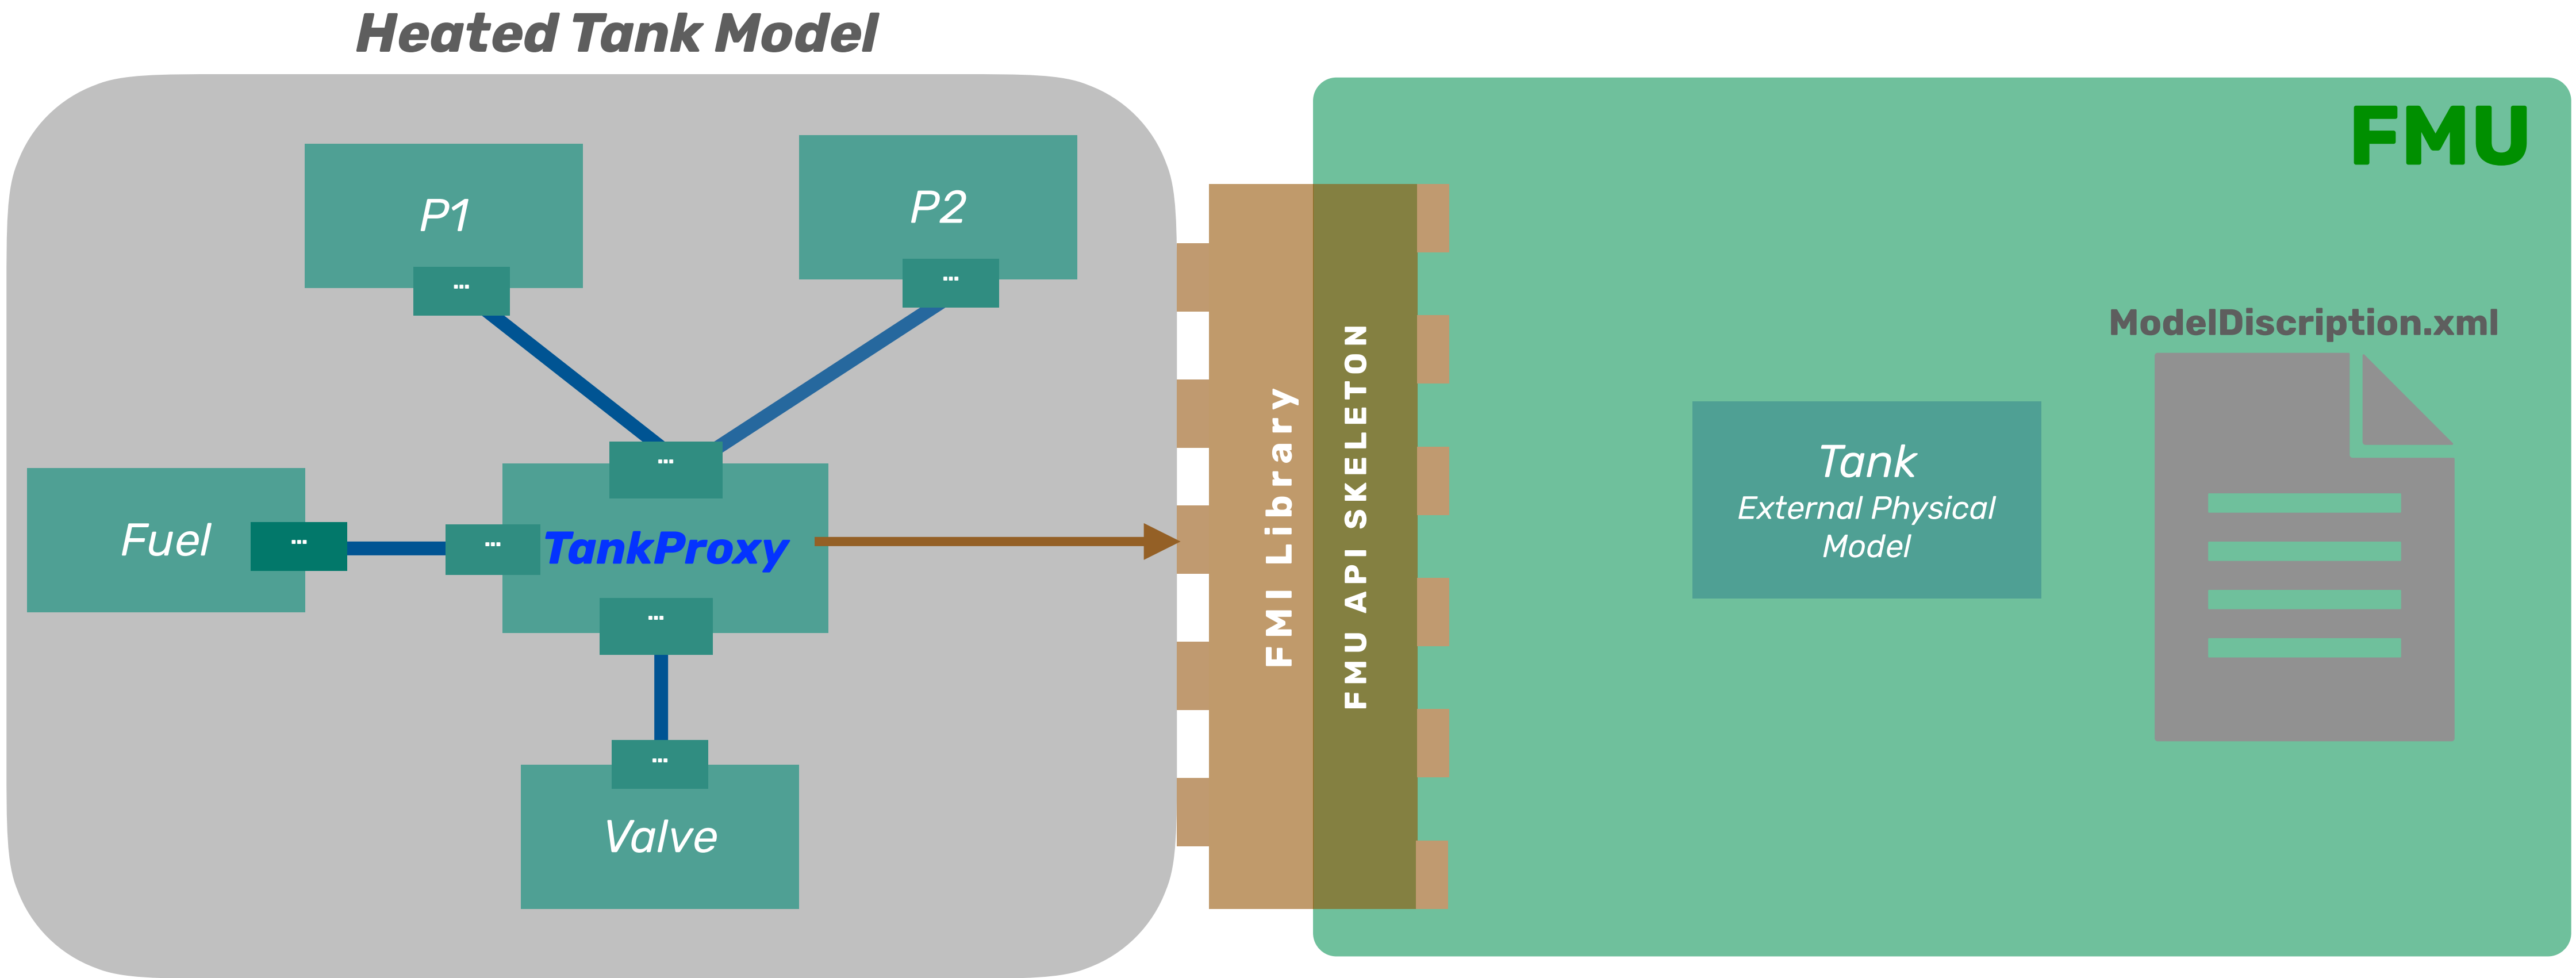 Heated Tank Model
P1
...
P2
...
Fuel
...
...
...
TankProxy
...
...
Valve
FMI Library
FMU API SKELETON
FMU
Tank
External Physical
Model
ModelDiscription.xml